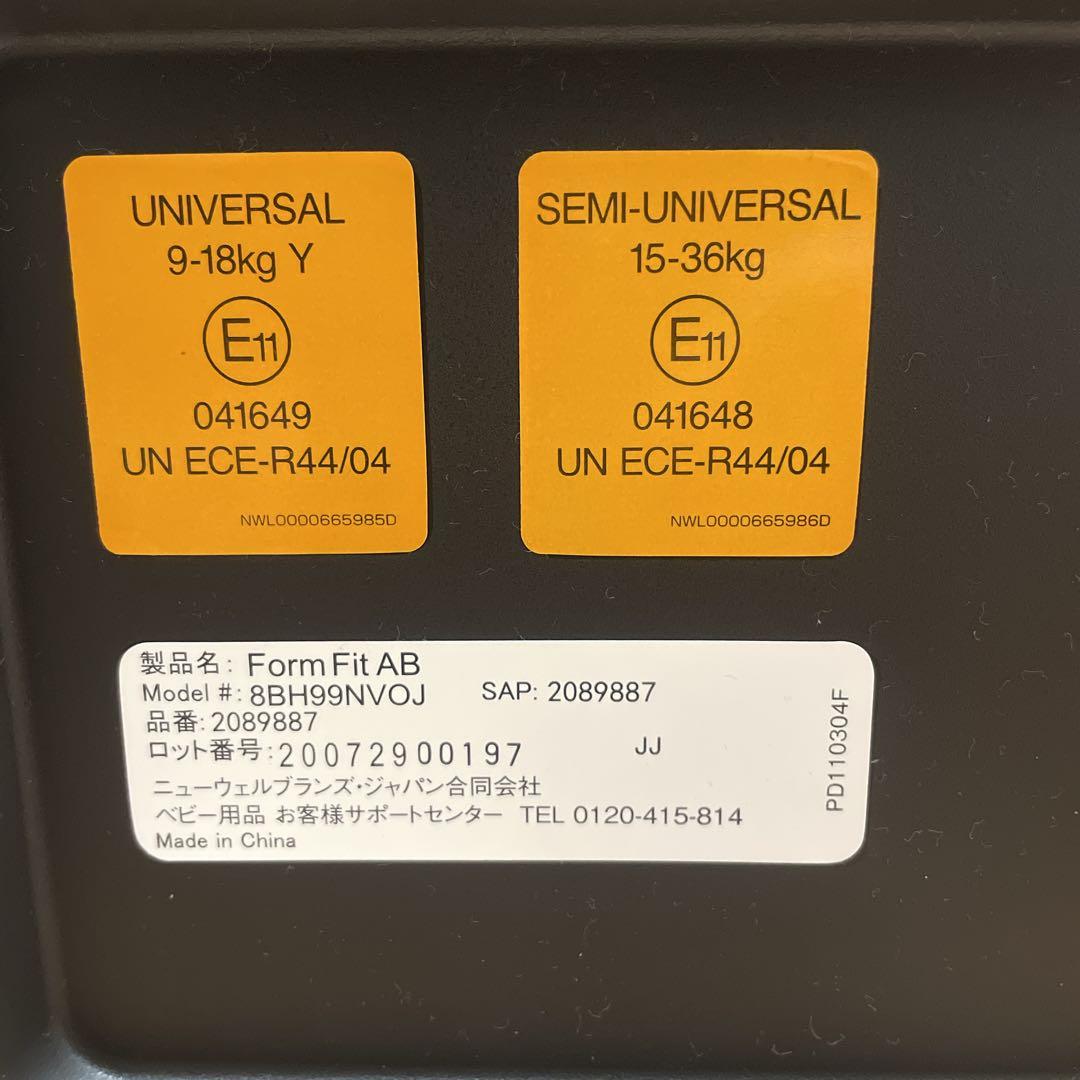 UNIVERSAL
9-18kg Y
E11
041649
UN ECE-R44/04
NWL0000665985D
SEMI-UNIVERSAL
15-36kg
E11
041648
UN ECE-R44/04
NWL0000665986D
製品名: Form Fit AB
Model #: 8BH99NVOJ SAP: 2089887
品番: 2089887
ロット番号: 20072900197 JJ
ニューウェルブランズ・ジャパン合同会社
ベビー用品 お客様サポートセンター TEL 0120-415-814
Made in China
PD110304F